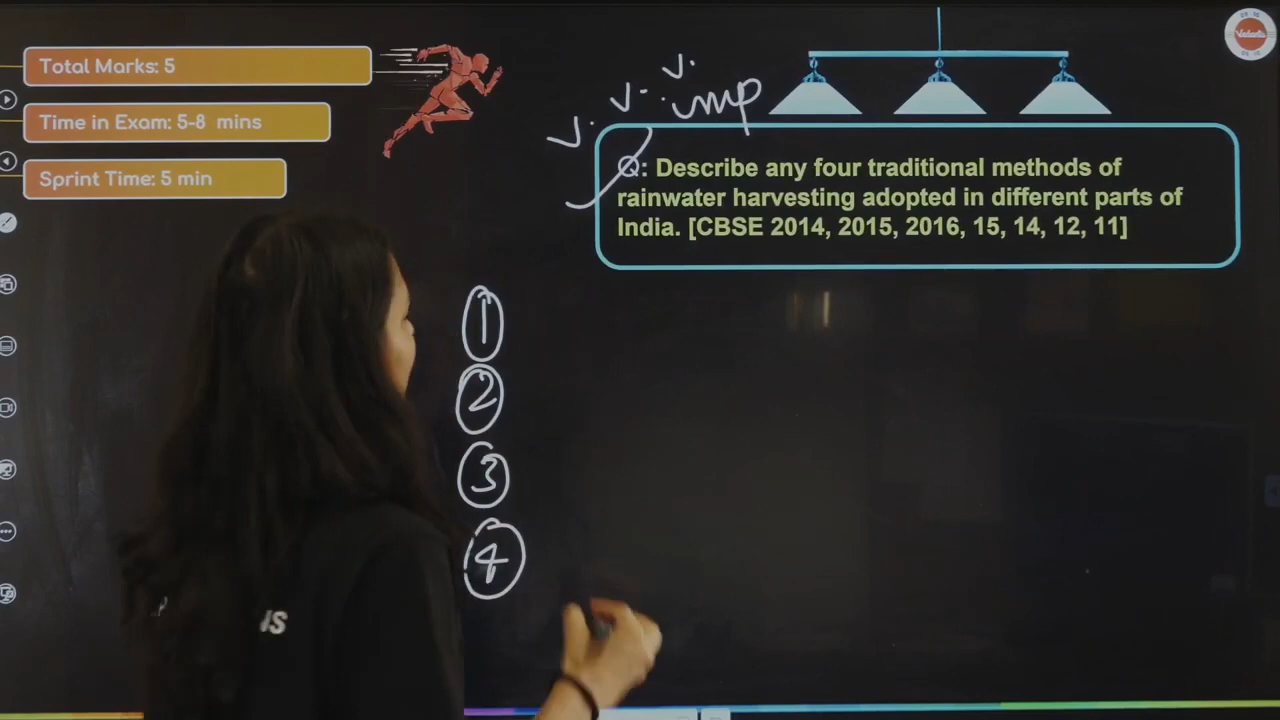 Total Marks: 5
Time in Exam: 5-8 mins
Sprint Time: 5 min
v. v. v. imp
Vedantu
Q: Describe any four traditional methods of
rainwater harvesting adopted in different parts of
India. [CBSE 2014, 2015, 2016, 15, 14, 12, 11]
1
2
3
4
NS